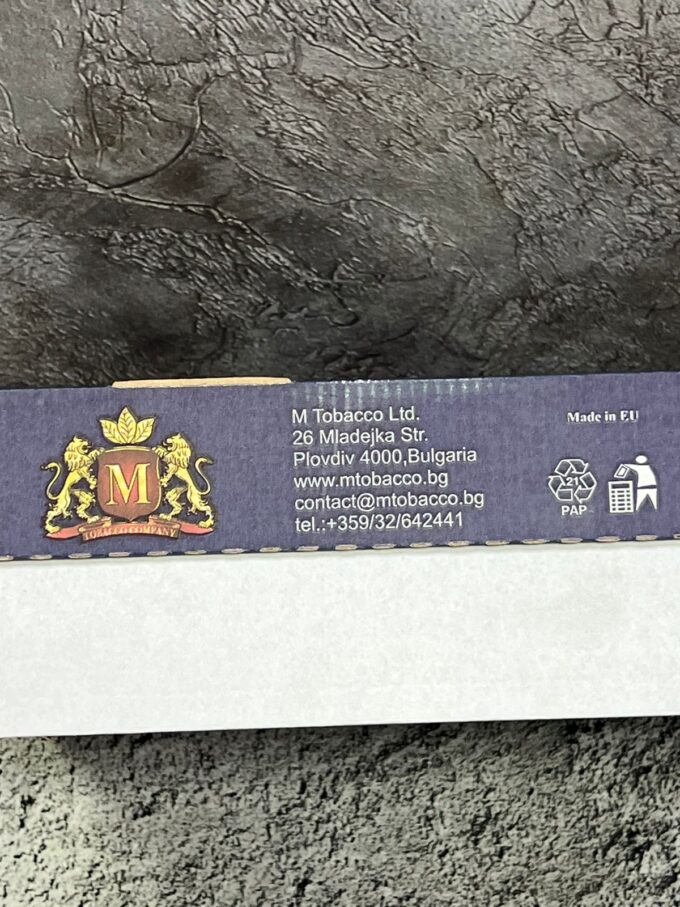 M
TOBACCO COMPANY
M Tobacco Ltd.
26 Mladejka Str.
Plovdiv 4000,Bulgaria
www.mtobacco.bg
contact@mtobacco.bg
tel.:+359/32/642441
Made in EU
21
PAP